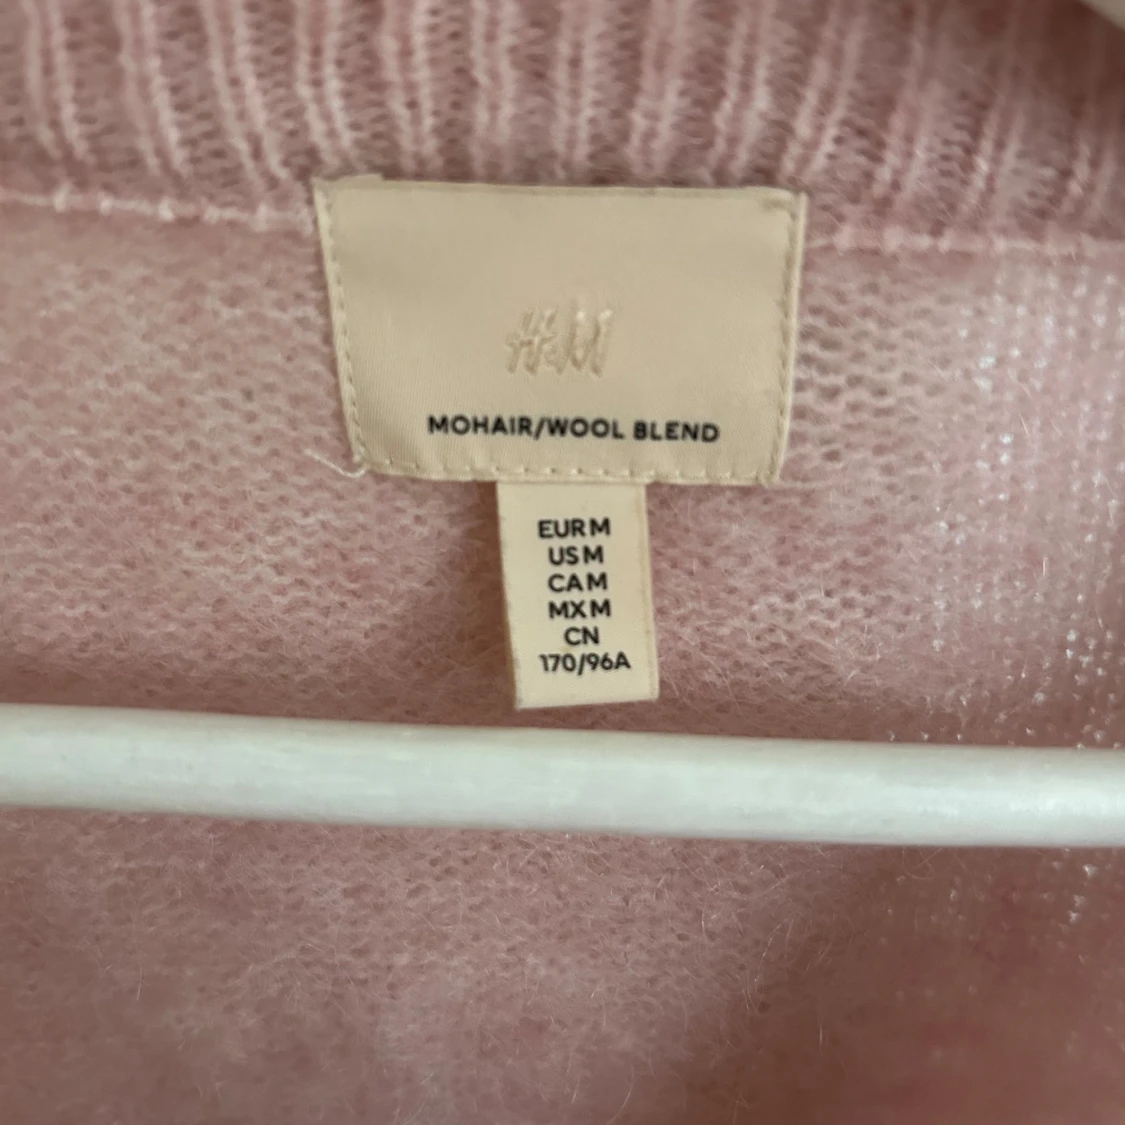 H&M
MOHAIR/WOOL BLEND
EUR M
US M
CA M
MX M
CN
170/96A